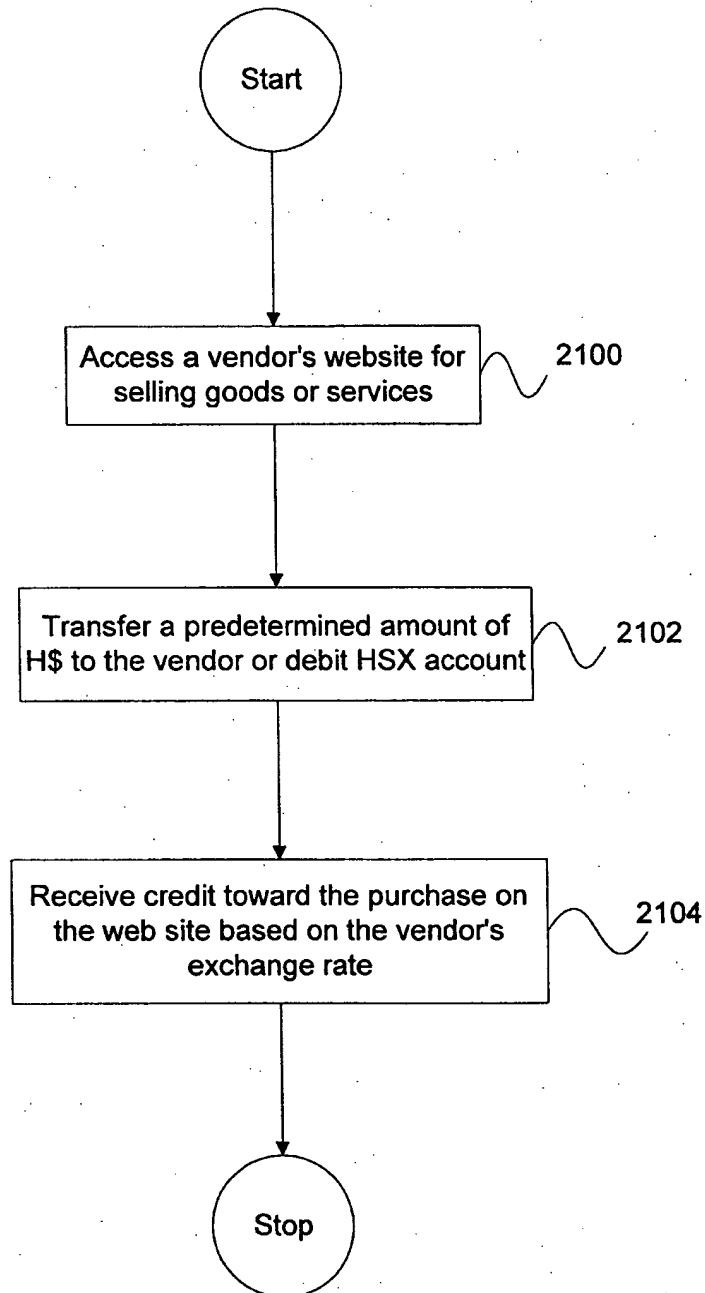 Start
Access a vendor's website for
selling goods or services
2100
Transfer a predetermined amount of
H$ to the vendor or debit HSX account
2102
Receive credit toward the purchase on
the web site based on the vendor's
exchange rate
2104
Stop